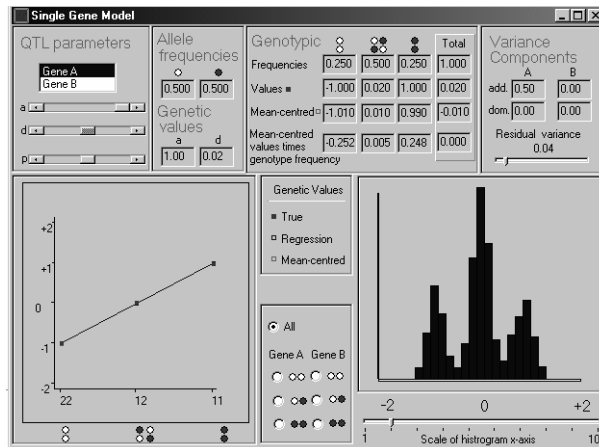 Single Gene Model
QTL parameters
Gene A
Gene B
a
d
p
Allele frequencies
0.500 0.500
Genetic values
a d
1.00 0.02
Genotypic
Total
Frequencies 0.250 0.500 0.250 1.000
Values -1.000 0.020 1.000 0.020
Mean-centred -1.010 0.010 0.990 -0.010
Mean-centred values times genotype frequency -0.252 0.005 0.248 0.000
Variance Components
A B
add. 0.50 0.00
dom. 0.00 0.00
Residual variance
0.04
+2
+1
0
-1
-2
22 12 11
Genetic Values
True
Regression
Mean-centred
All
Gene A Gene B
-2 0 +2
1 Scale of histrogram x-axis 10